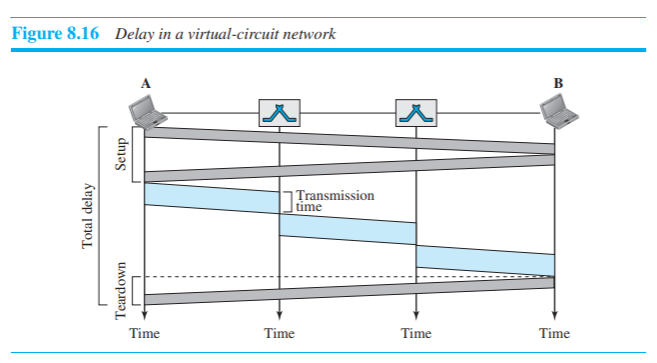 Figure 8.16 Delay in a virtual-circuit network
A
B
Setup
Transmission
time
Total delay
Teardown
Time
Time
Time
Time